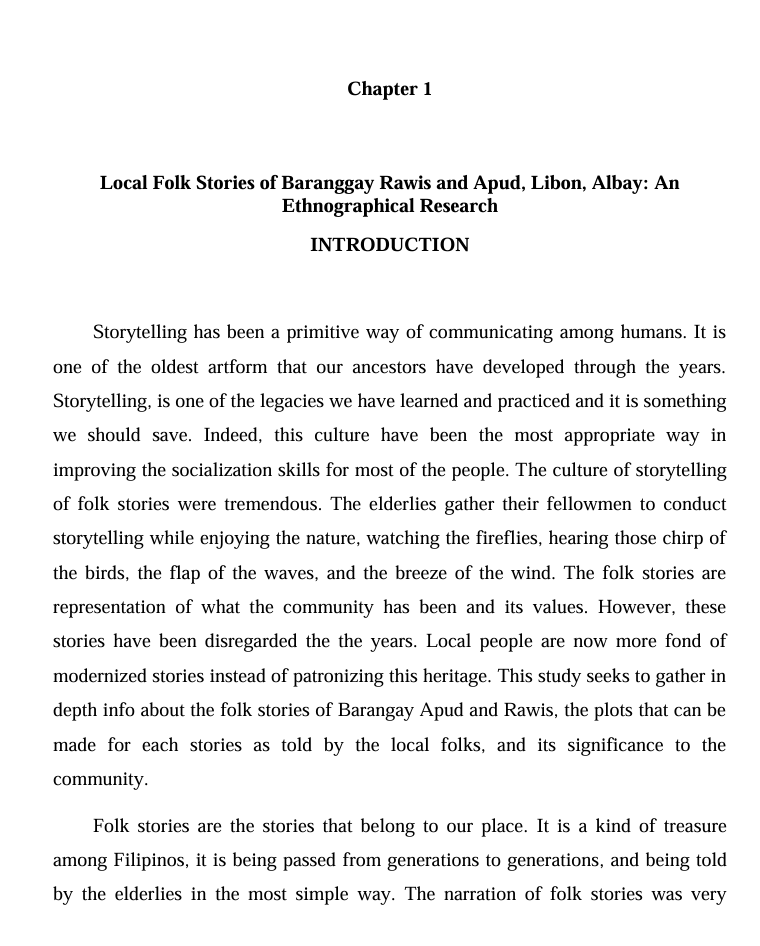 Chapter 1
Local Folk Stories of Baranggay Rawis and Apud, Libon, Albay: An
Ethnographical Research
INTRODUCTION
Storytelling has been a primitive way of communicating among humans. It is
one of the oldest artform that our ancestors have developed through the years.
Storytelling, is one of the legacies we have learned and practiced and it is something
we should save. Indeed, this culture have been the most appropriate way in
improving the socialization skills for most of the people. The culture of storytelling
of folk stories were tremendous. The elderlies gather their fellowmen to conduct
storytelling while enjoying the nature, watching the fireflies, hearing those chirp of
the birds, the flap of the waves, and the breeze of the wind. The folk stories are
representation of what the community has been and its values. However, these
stories have been disregarded the the years. Local people are now more fond of
modernized stories instead of patronizing this heritage. This study seeks to gather in
depth info about the folk stories of Barangay Apud and Rawis, the plots that can be
made for each stories as told by the local folks, and its significance to the
community.
Folk stories are the stories that belong to our place. It is a kind of treasure
among Filipinos, it is being passed from generations to generations, and being told
by the elderlies in the most simple way. The narration of folk stories was very